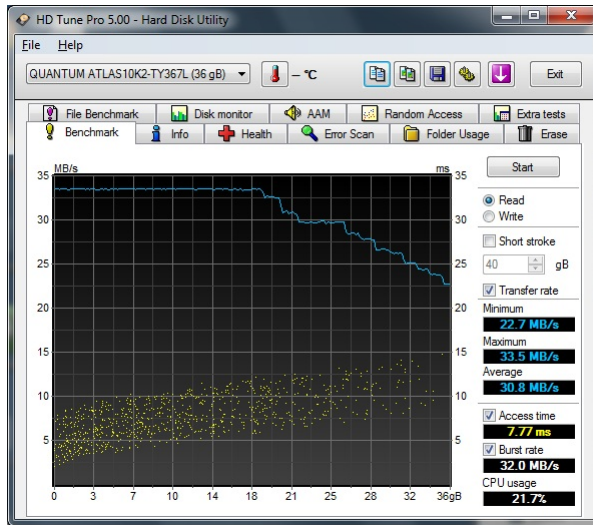 HD Tune Pro 5.00 - Hard Disk Utility
File Help
QUANTUM ATLAS10K2-TY367L (36 gB) – °C Exit
File Benchmark Disk monitor AAM Random Access Extra tests
Benchmark Info Health Error Scan Folder Usage Erase
MB/s ms
35 35
30 30
25 25
20 20
15 15
10 10
5 5
0 3 7 10 14 18 21 25 28 32 36gB
Start
Read
Write
Short stroke
40 gB
Transfer rate
Minimum
22.7 MB/s
Maximum
33.5 MB/s
Average
30.8 MB/s
Access time
7.77 ms
Burst rate
32.0 MB/s
CPU usage
21.7%